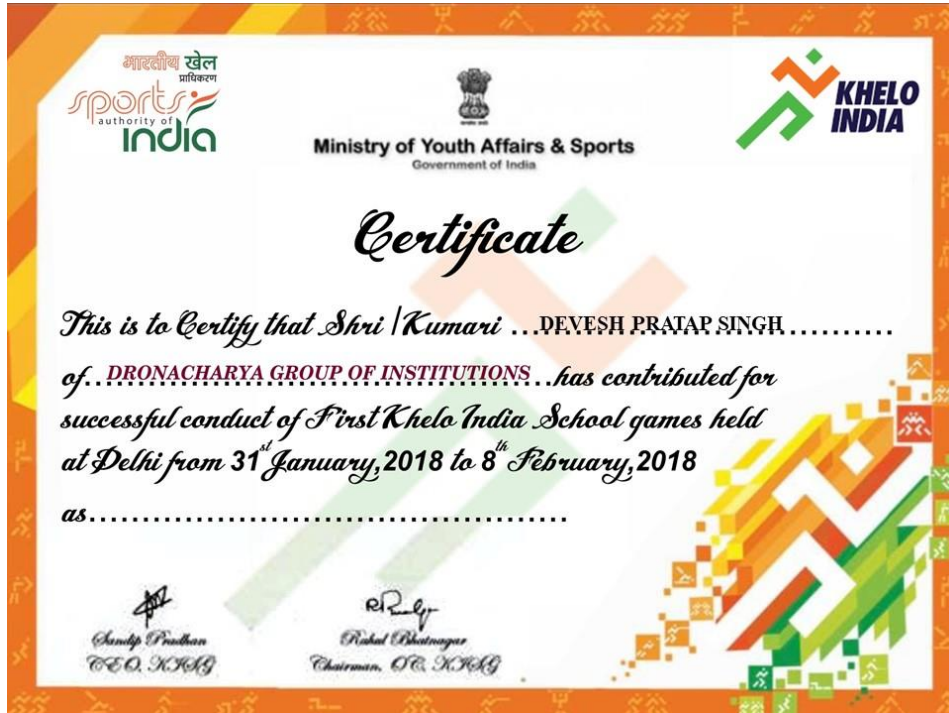 भारतीय खेल
प्राधिकरण
sports
authority of
india
Ministry of Youth Affairs & Sports
Government of India
KHELO
INDIA
Certificate
This is to Certify that Shri / Kumari ...DEVESH PRATAP SINGH..........
of..DRONACHARYA GROUP OF INSTITUTIONS..has contributed for
successful conduct of First Khelo India School games held
at Delhi from 31st January,2018 to 8th February,2018
as............................................
Sandip Pradhan
CEO, KISG
Rahul Bhatnagar
Chairman, OC, KISG